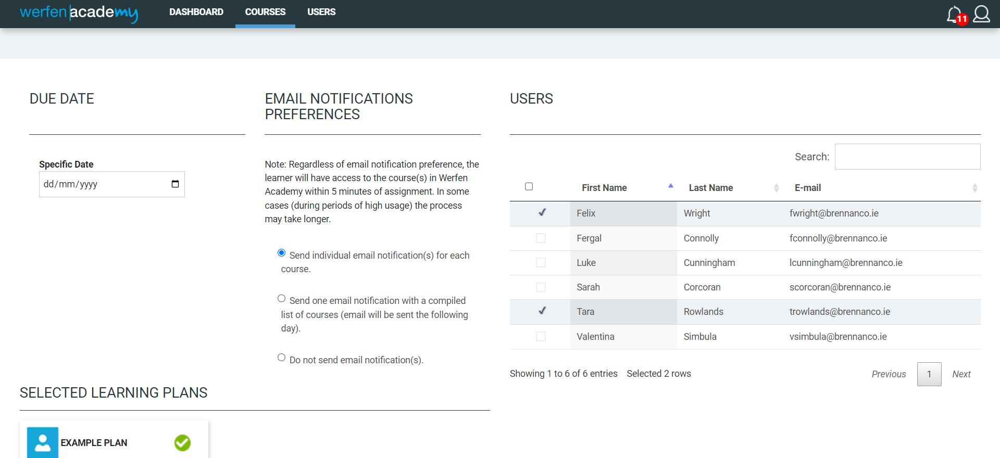 werfen academy DASHBOARD COURSES USERS 11
DUE DATE
Specific Date
dd/mm/yyyy
EMAIL NOTIFICATIONS
PREFERENCES
Note: Regardless of email notification preference, the
learner will have access to the course(s) in Werfen
Academy within 5 minutes of assignment. In some
cases (during periods of high usage) the process
may take longer.
Send individual email notification(s) for each
course.
Send one email notification with a compiled
list of courses (email will be sent the following
day).
Do not send email notification(s).
USERS
Search:
First Name Last Name E-mail
Felix Wright fwright@brennanco.ie
Fergal Connolly fconnolly@brennanco.ie
Luke Cunningham lcunningham@brennanco.ie
Sarah Corcoran scorcoran@brennanco.ie
Tara Rowlands trowlands@brennanco.ie
Valentina Simbula vsimbula@brennanco.ie
Showing 1 to 6 of 6 entries Selected 2 rows Previous 1 Next
SELECTED LEARNING PLANS
EXAMPLE PLAN